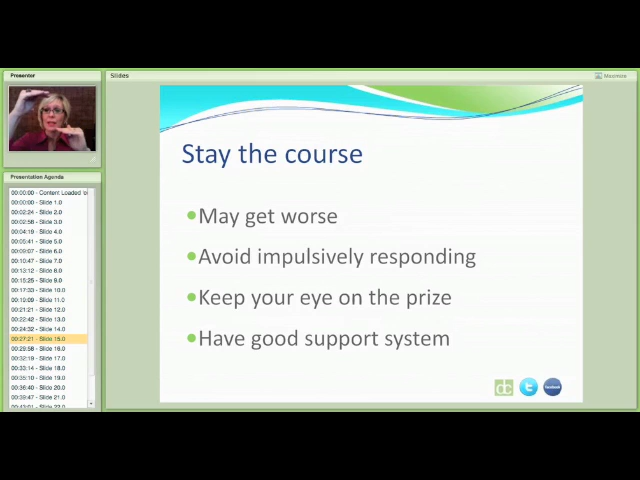 Presenter
Slides
Maximize
Presentation Agenda
00:00:00 - Content Loaded
00:00:00 - Slide 1.0
00:02:24 - Slide 2.0
00:02:58 - Slide 3.0
00:04:19 - Slide 4.0
00:05:41 - Slide 5.0
00:09:07 - Slide 6.0
00:10:47 - Slide 7.0
00:13:12 - Slide 8.0
00:15:25 - Slide 9.0
00:17:33 - Slide 10.0
00:19:09 - Slide 11.0
00:21:21 - Slide 12.0
00:22:42 - Slide 13.0
00:24:32 - Slide 14.0
00:27:21 - Slide 15.0
00:29:58 - Slide 16.0
00:32:19 - Slide 17.0
00:33:14 - Slide 18.0
00:35:10 - Slide 19.0
00:36:40 - Slide 20.0
00:39:47 - Slide 21.0
Stay the course
•May get worse
•Avoid impulsively responding
•Keep your eye on the prize
•Have good support system
dc
facebook